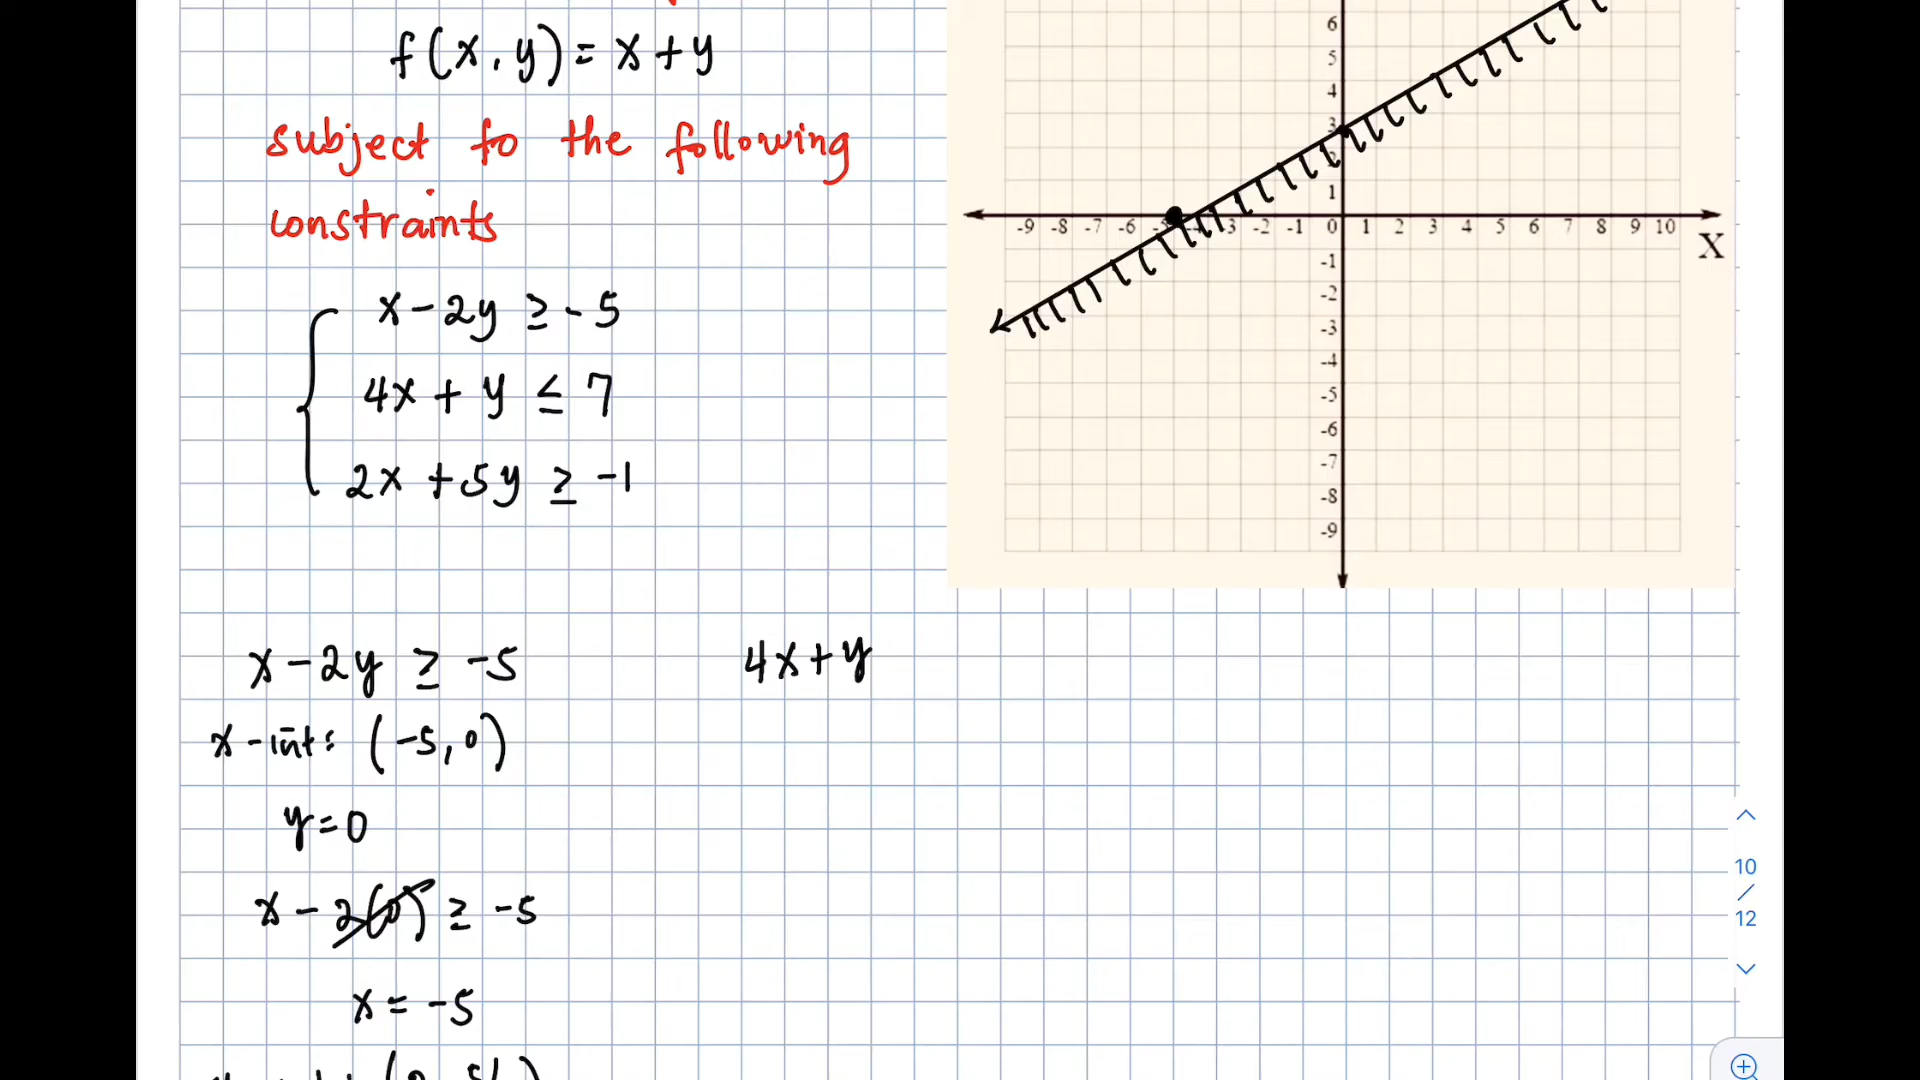 f(x,y) = x + y
subject to the following
constraints
x - 2y ≥ -5
4x + y ≤ 7
2x + 5y ≥ -1
x - 2y ≥ -5
x-int: (-5, 0)
y = 0
x - 2(0) ≥ -5
x = -5
4x + y
6
5
4
3
2
1
-9 -8 -7 -6 -5 -4 -3 -2 -1 0 1 2 3 4 5 6 7 8 9 10
X
-1
-2
-3
-4
-5
-6
-7
-8
-9
10
/
12